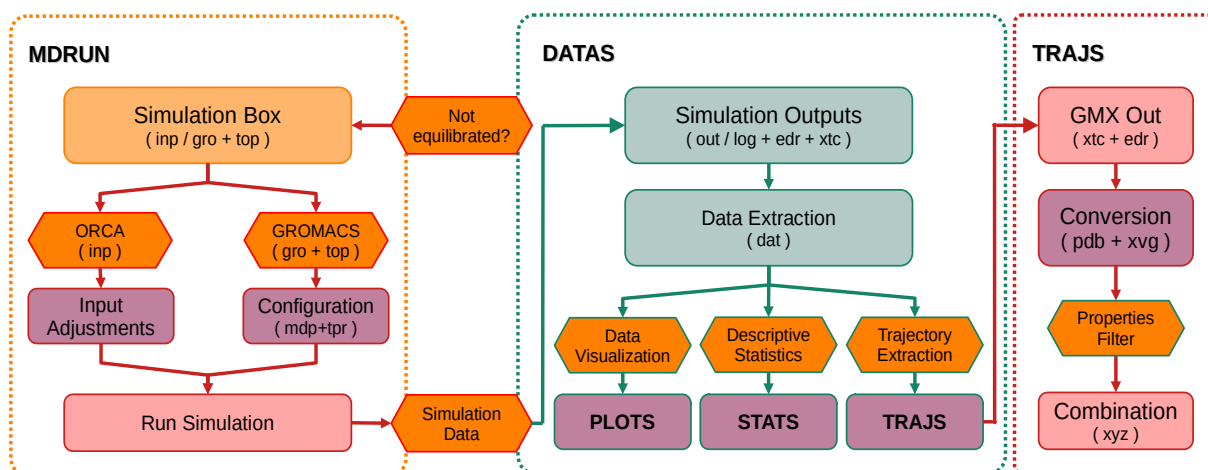 MDRUN
Simulation Box
( inp / gro + top )
ORCA
( inp )
GROMACS
( gro + top )
Input
Adjustments
Configuration
( mdp+tpr )
Run Simulation
Not
equilibrated?
Simulation
Data
DATAS
Simulation Outputs
( out / log + edr + xtc )
Data Extraction
( dat )
Data
Visualization
Descriptive
Statistics
Trajectory
Extraction
PLOTS
STATS
TRAJS
TRAJS
GMX Out
( xtc + edr )
Conversion
( pdb + xvg )
Properties
Filter
Combination
( xyz )